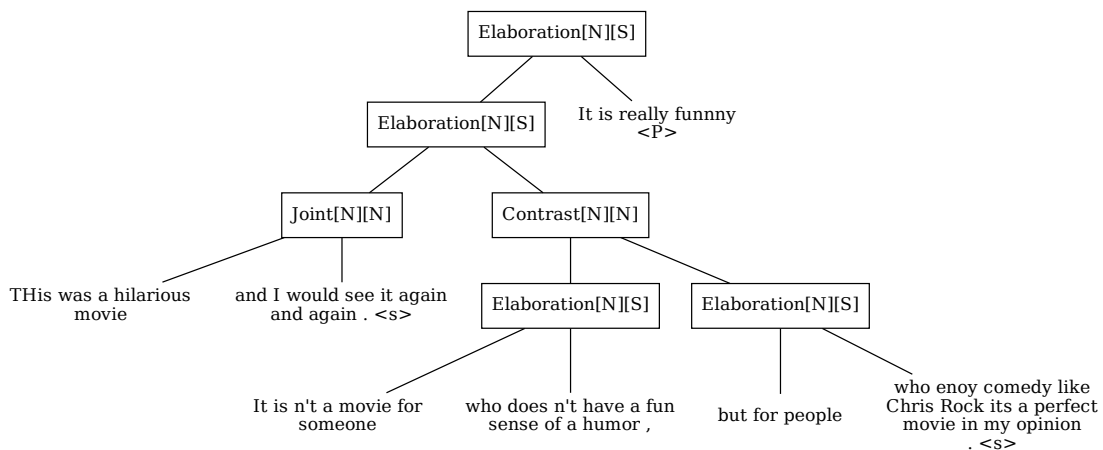 Elaboration[N][S]
Elaboration[N][S]
It is really funnny
<P>
Joint[N][N]
Contrast[N][N]
THis was a hilarious
movie
and I would see it again
and again . <s>
Elaboration[N][S]
Elaboration[N][S]
It is n't a movie for
someone
who does n't have a fun
sense of a humor ,
but for people
who enoy comedy like
Chris Rock its a perfect
movie in my opinion
. <s>